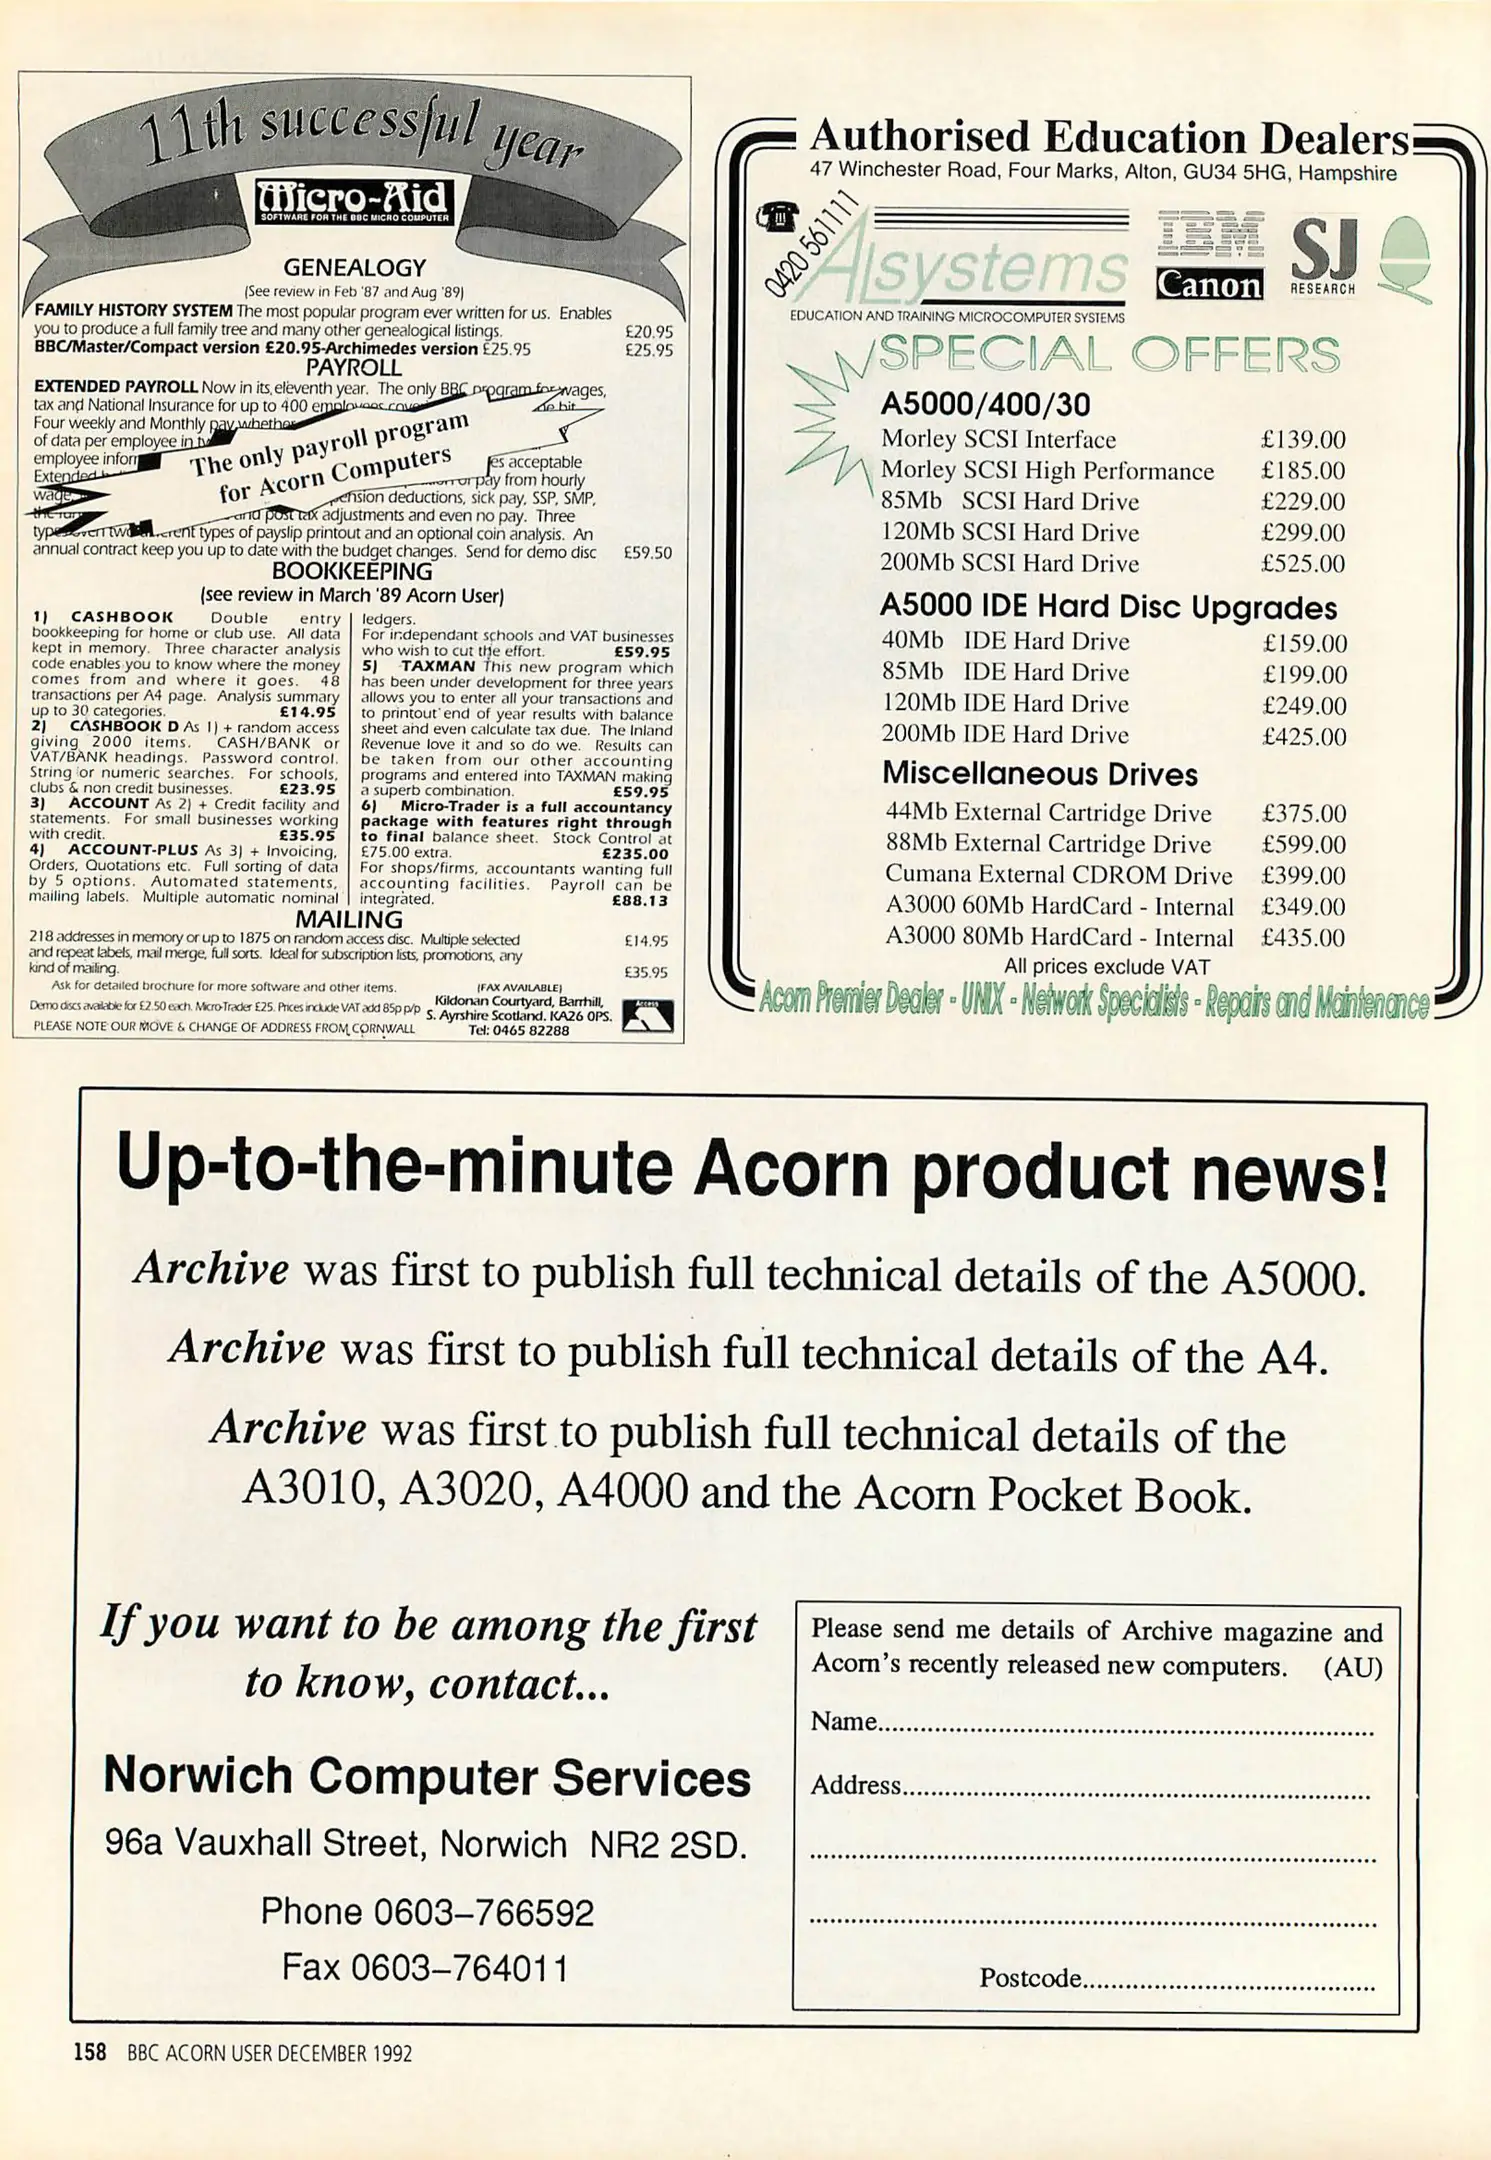 11th successful year
Micro-Aid
SOFTWARE FOR THE BBC MICRO COMPUTER
GENEALOGY
(See review in Feb '87 and Aug '89)
FAMILY HISTORY SYSTEM The most popular program ever written for us. Enables
you to produce a full family tree and many other genealogical listings. £20.95
BBC/Master/Compact version £20.95-Archimedes version £25.95 £25.95
PAYROLL
EXTENDED PAYROLL Now in its eleventh year. The only BBC program for wages,
tax and National Insurance for up to 400 employees
Four weekly and Monthly pay whether
of data per employee in
employee
Extended
es acceptable
pay from hourly
pension deductions, sick pay, SSP, SMP,
and post tax adjustments and even no pay. Three
types of payslip printout and an optional coin analysis. An
annual contract keep you up to date with the budget changes. Send for demo disc £59.50
The only payroll program
for Acorn Computers
BOOKKEEPING
(see review in March '89 Acorn User)
1) CASHBOOK Double entry
bookkeeping for home or club use. All data
kept in memory. Three character analysis
code enables you to know where the money
comes from and where it goes. 48
transactions per A4 page. Analysis summary
up to 30 categories. £14.95
2) CASHBOOK D As 1) + random access
giving 2000 items. CASH/BANK or
VAT/BANK headings. Password control.
String or numeric searches. For schools,
clubs & non credit businesses. £23.95
3) ACCOUNT As 2) + Credit facility and
statements. For small businesses working
with credit. £35.95
4) ACCOUNT-PLUS As 3) + Invoicing,
Orders, Quotations etc. Full sorting of data
by 5 options. Automated statements,
mailing labels. Multiple automatic nominal
ledgers.
For independant schools and VAT businesses
who wish to cut the effort. £59.95
5) TAXMAN This new program which
has been under development for three years
allows you to enter all your transactions and
to printout end of year results with balance
sheet and even calculate tax due. The Inland
Revenue love it and so do we. Results can
be taken from our other accounting
programs and entered into TAXMAN making
a superb combination. £59.95
6) Micro-Trader is a full accountancy
package with features right through
to final balance sheet. Stock Control at
£75.00 extra. £235.00
For shops/firms, accountants wanting full
accounting facilities. Payroll can be
integrated. £88.13
MAILING
218 addresses in memory or up to 1875 on random access disc. Multiple selected £14.95
and repeat labels, mail merge, full sorts. Ideal for subscription lists, promotions, any
kind of mailing. £35.95
Ask for detailed brochure for more software and other items. (FAX AVAILABLE)
Demo discs available for £2.50 each. Micro-Trader £25. Prices include VAT add 85p p/p
PLEASE NOTE OUR MOVE & CHANGE OF ADDRESS FROM CORNWALL
Kildonan Courtyard, Barrhill,
S. Ayrshire Scotland. KA26 OPS.
Tel: 0465 82288
Access
Authorised Education Dealers
47 Winchester Road, Four Marks, Alton, GU34 5HG, Hampshire
0420 561111
ALsystems
EDUCATION AND TRAINING MICROCOMPUTER SYSTEMS
IBM
Canon
SJ
RESEARCH
SPECIAL OFFERS
A5000/400/30
Morley SCSI Interface £139.00
Morley SCSI High Performance £185.00
85Mb SCSI Hard Drive £229.00
120Mb SCSI Hard Drive £299.00
200Mb SCSI Hard Drive £525.00
A5000 IDE Hard Disc Upgrades
40Mb IDE Hard Drive £159.00
85Mb IDE Hard Drive £199.00
120Mb IDE Hard Drive £249.00
200Mb IDE Hard Drive £425.00
Miscellaneous Drives
44Mb External Cartridge Drive £375.00
88Mb External Cartridge Drive £599.00
Cumana External CDROM Drive £399.00
A3000 60Mb HardCard - Internal £349.00
A3000 80Mb HardCard - Internal £435.00
All prices exclude VAT
Acorn Premier Dealer - UNIX - Network Specialists - Repairs and Maintenance
Up-to-the-minute Acorn product news!
Archive was first to publish full technical details of the A5000.
Archive was first to publish full technical details of the A4.
Archive was first to publish full technical details of the
A3010, A3020, A4000 and the Acorn Pocket Book.
If you want to be among the first
to know, contact...
Norwich Computer Services
96a Vauxhall Street, Norwich NR2 2SD.
Phone 0603–766592
Fax 0603–764011
Please send me details of Archive magazine and
Acorn's recently released new computers. (AU)
Name
Address
Postcode
158 BBC ACORN USER DECEMBER 1992